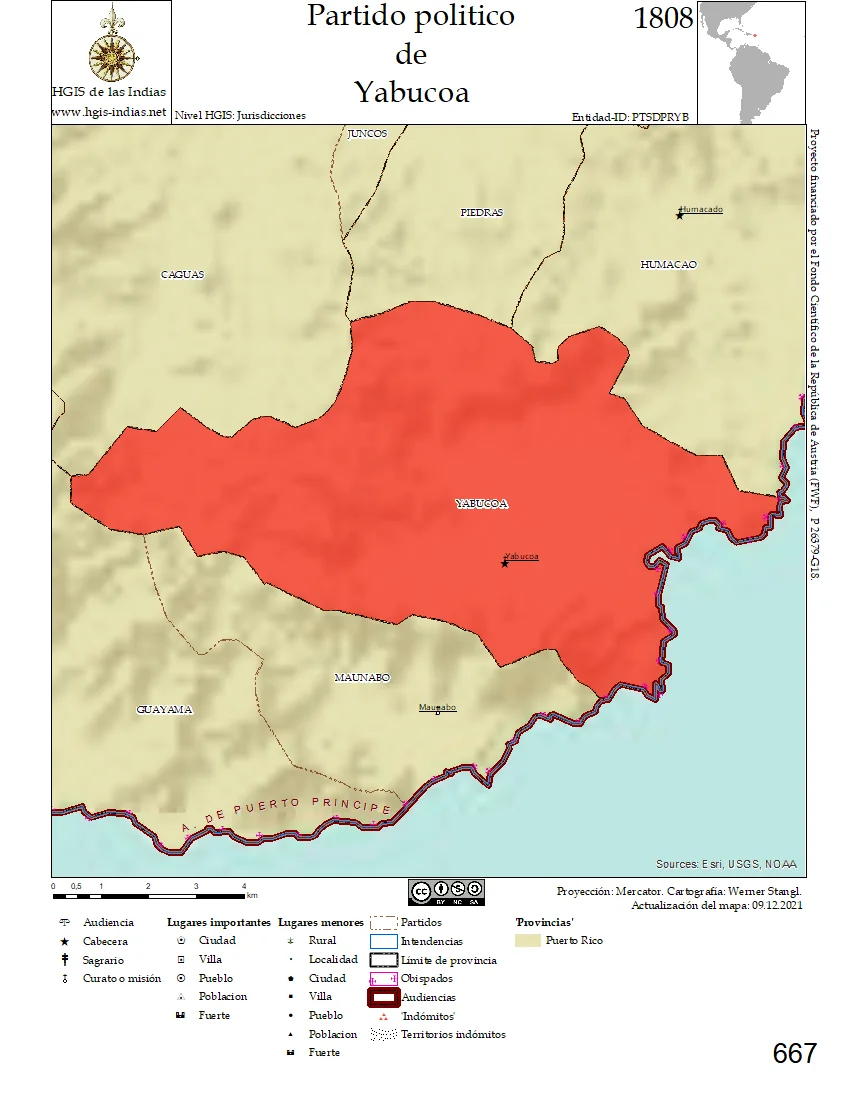 Partido politico
de
Yabucoa
1808
HGIS de las Indias
www.hgis-indias.net
Nivel HGIS: Jurisdicciones
Entidad-ID: PTSDPRYB
JUNCOS
PIEDRAS
Humacado
HUMACAO
CAGUAS
YABUCOA
Yabucoa
MAUNABO
Maunabo
GUAYAMA
A. DE PUERTO PRINCIPE
Sources: Esri, USGS, NOAA
Proyecto financiado por el Fondo Científico de la República de Austria (FWF), P 26379-G18.
0 0,5 1 2 3 4
km
CC BY NC SA
Proyección: Mercator. Cartografía: Werner Stangl.
Actualización del mapa: 09.12.2021
Audiencia
Cabecera
Sagrario
Curato o misión
Lugares importantes
Ciudad
Villa
Pueblo
Poblacion
Fuerte
Lugares menores
Rural
Localidad
Ciudad
Villa
Pueblo
Poblacion
Fuerte
Partidos
Intendencias
Límite de provincia
Obispados
Audiencias
'Indómitos'
Territorios indómitos
'Provincias'
Puerto Rico
667